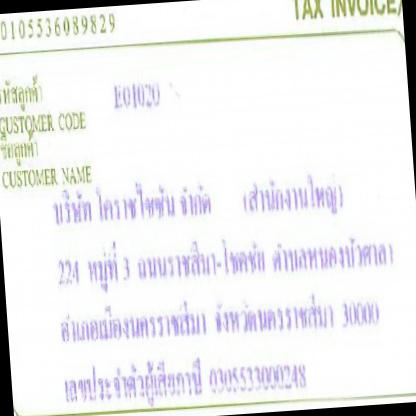 TAX INVOICE/
0105536089829
รหัสลูกค้า E01020
CUSTOMER CODE
ชื่อลูกค้า
CUSTOMER NAME
บริษัท โคราชไซซัน จำกัด (สำนักงานใหญ่)
224 หมู่ที่ 3 ถนนราชสีมา-โชคชัย ตำบลหนองบัวศาลา
อำเภอเมืองนครราชสีมา จังหวัดนครราชสีมา 30000
เลขประจำตัวผู้เสียภาษี 0305533000248